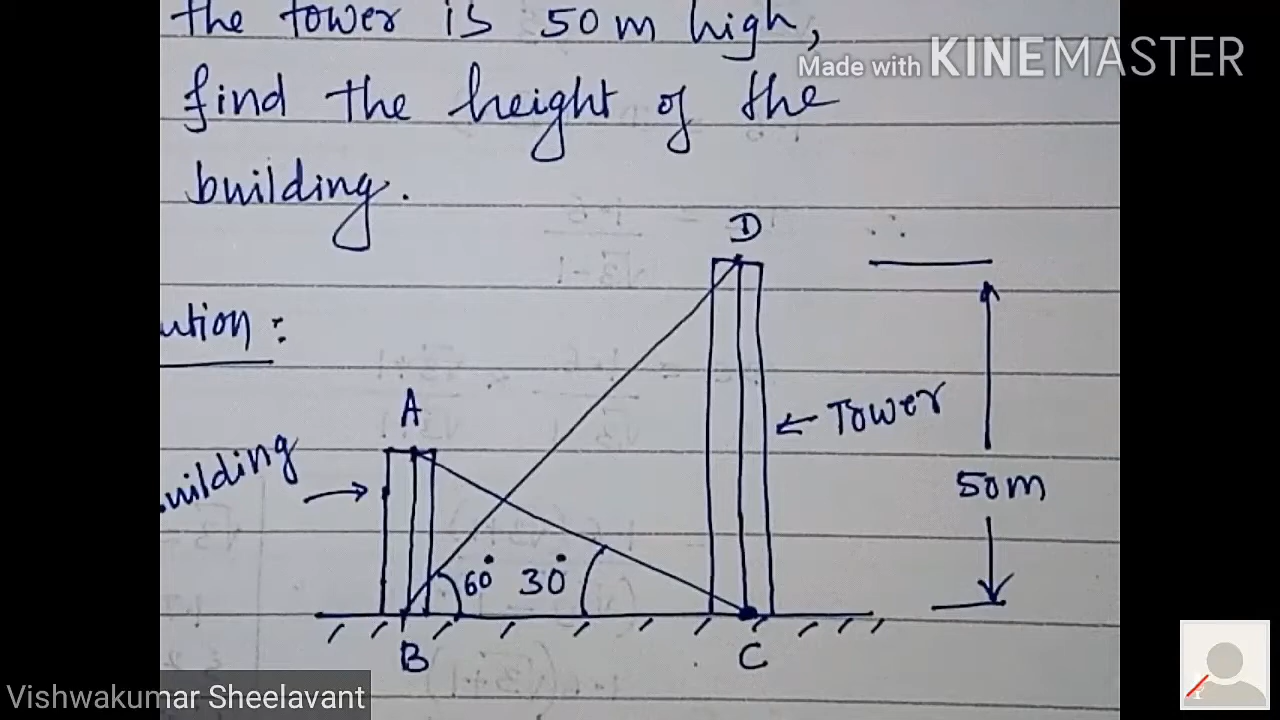 the tower is 50m high,
Made with KINEMASTER
find the height of the
building.
D
ution:
A
Tower
uilding
50m
60° 30°
B
C
Vishwakumar Sheelavant